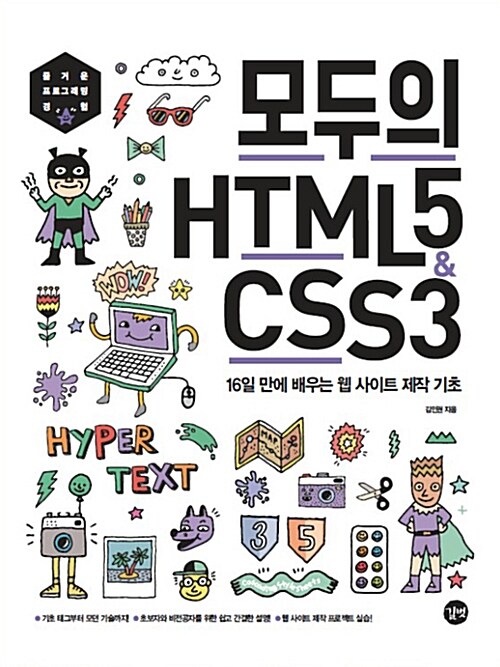 즐거운
프로그래밍
경험
모두의
HTML5
&
CSS3
16일 만에 배우는 웹 사이트 제작 기초
김인권 지음
WOW!
HYPER
TEXT
MAP
3 5
• 기초 태그부터 모던 기술까지! • 초보자와 비전공자를 위한 쉽고 간결한 설명! • 웹 사이트 제작 프로젝트 실습!
길벗